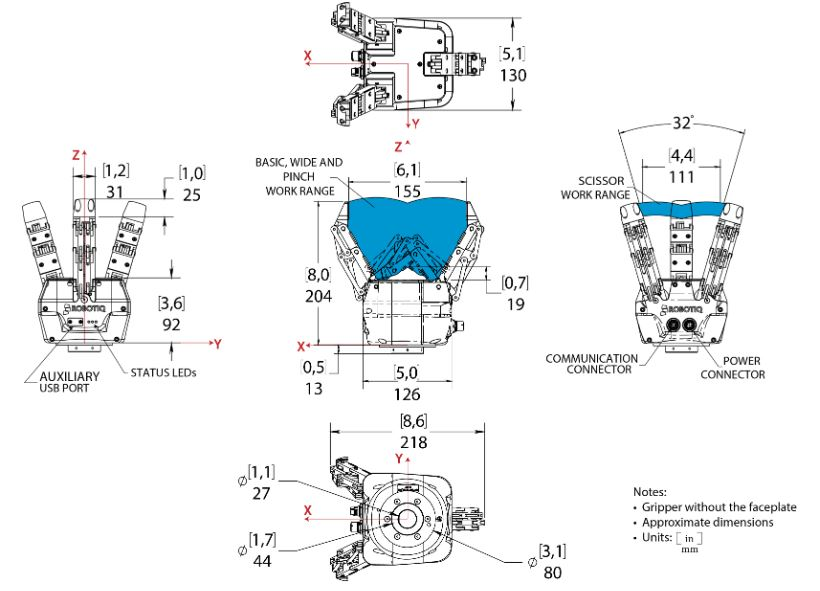 X
Y
[5,1]
130
Z
[1,2]
31
[1,0]
25
[3,6]
92
ROBOTIQ
Y
AUXILIARY
USB PORT
STATUS LEDs
Z
BASIC, WIDE AND
PINCH
WORK RANGE
[6,1]
155
[8,0]
204
[0,7]
19
X
[0,5]
13
[5,0]
126
32°
[4,4]
111
SCISSOR
WORK RANGE
ROBOTIQ
COMMUNICATION
CONNECTOR
POWER
CONNECTOR
[8,6]
218
Y
X
⌀[1,1]
27
⌀[1,7]
44
⌀[3,1]
80
Notes:
• Gripper without the faceplate
• Approximate dimensions
• Units: [in/mm]